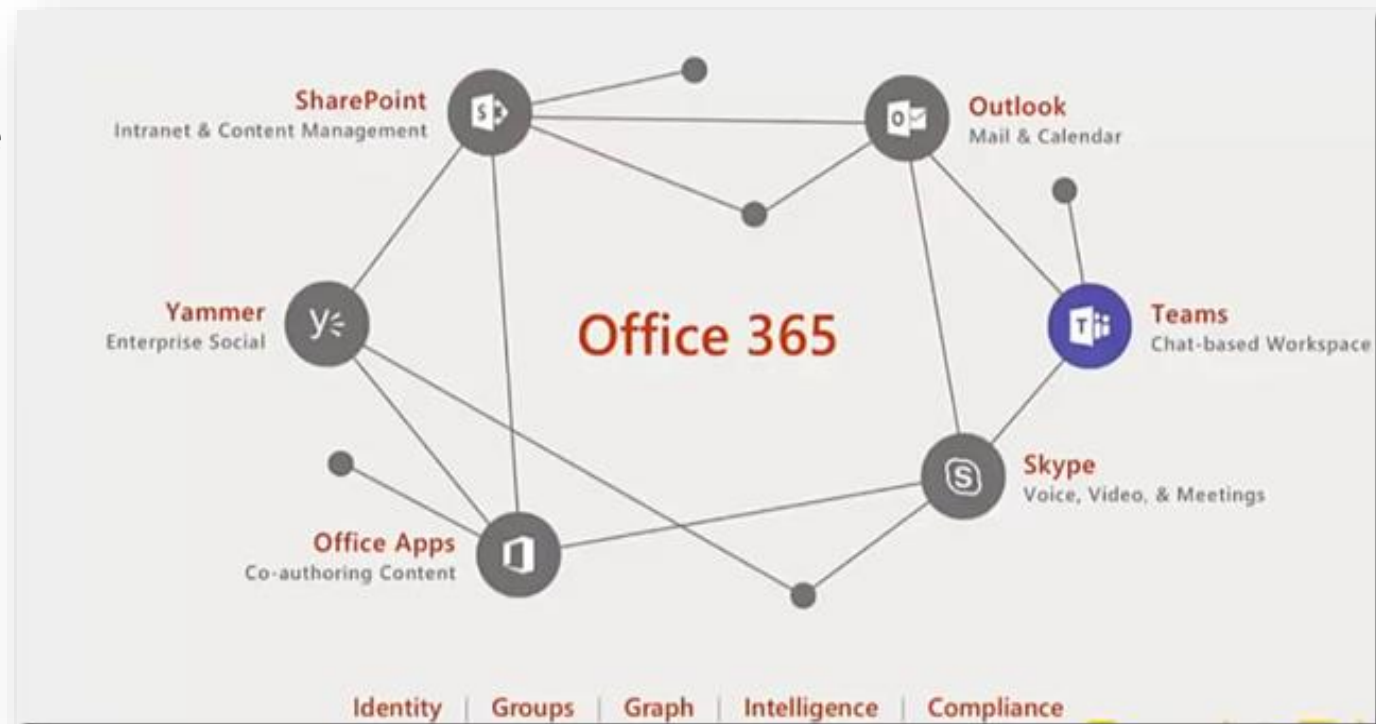 SharePoint
Intranet & Content Management
Outlook
Mail & Calendar
Yammer
Enterprise Social
Office 365
Teams
Chat-based Workspace
Office Apps
Co-authoring Content
Skype
Voice, Video, & Meetings
Identity | Groups | Graph | Intelligence | Compliance